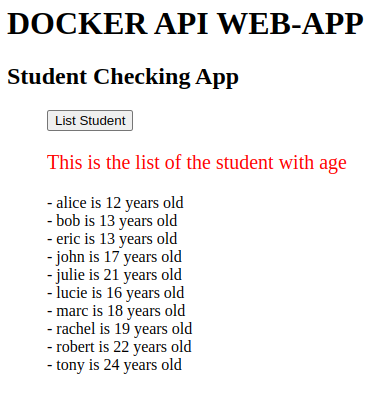 DOCKER API WEB-APP
Student Checking App
List Student
This is the list of the student with age
- alice is 12 years old
- bob is 13 years old
- eric is 13 years old
- john is 17 years old
- julie is 21 years old
- lucie is 16 years old
- marc is 18 years old
- rachel is 19 years old
- robert is 22 years old
- tony is 24 years old